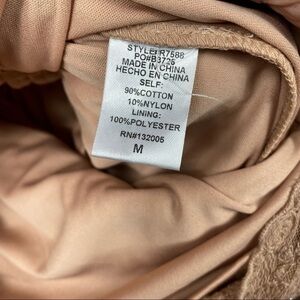 STYLE#R7588
PO#B3726
MADE IN CHINA
HECHO EN CHINA
SELF:
90%COTTON
10%NYLON
LINING:
100%POLYESTER
RN#132005
M